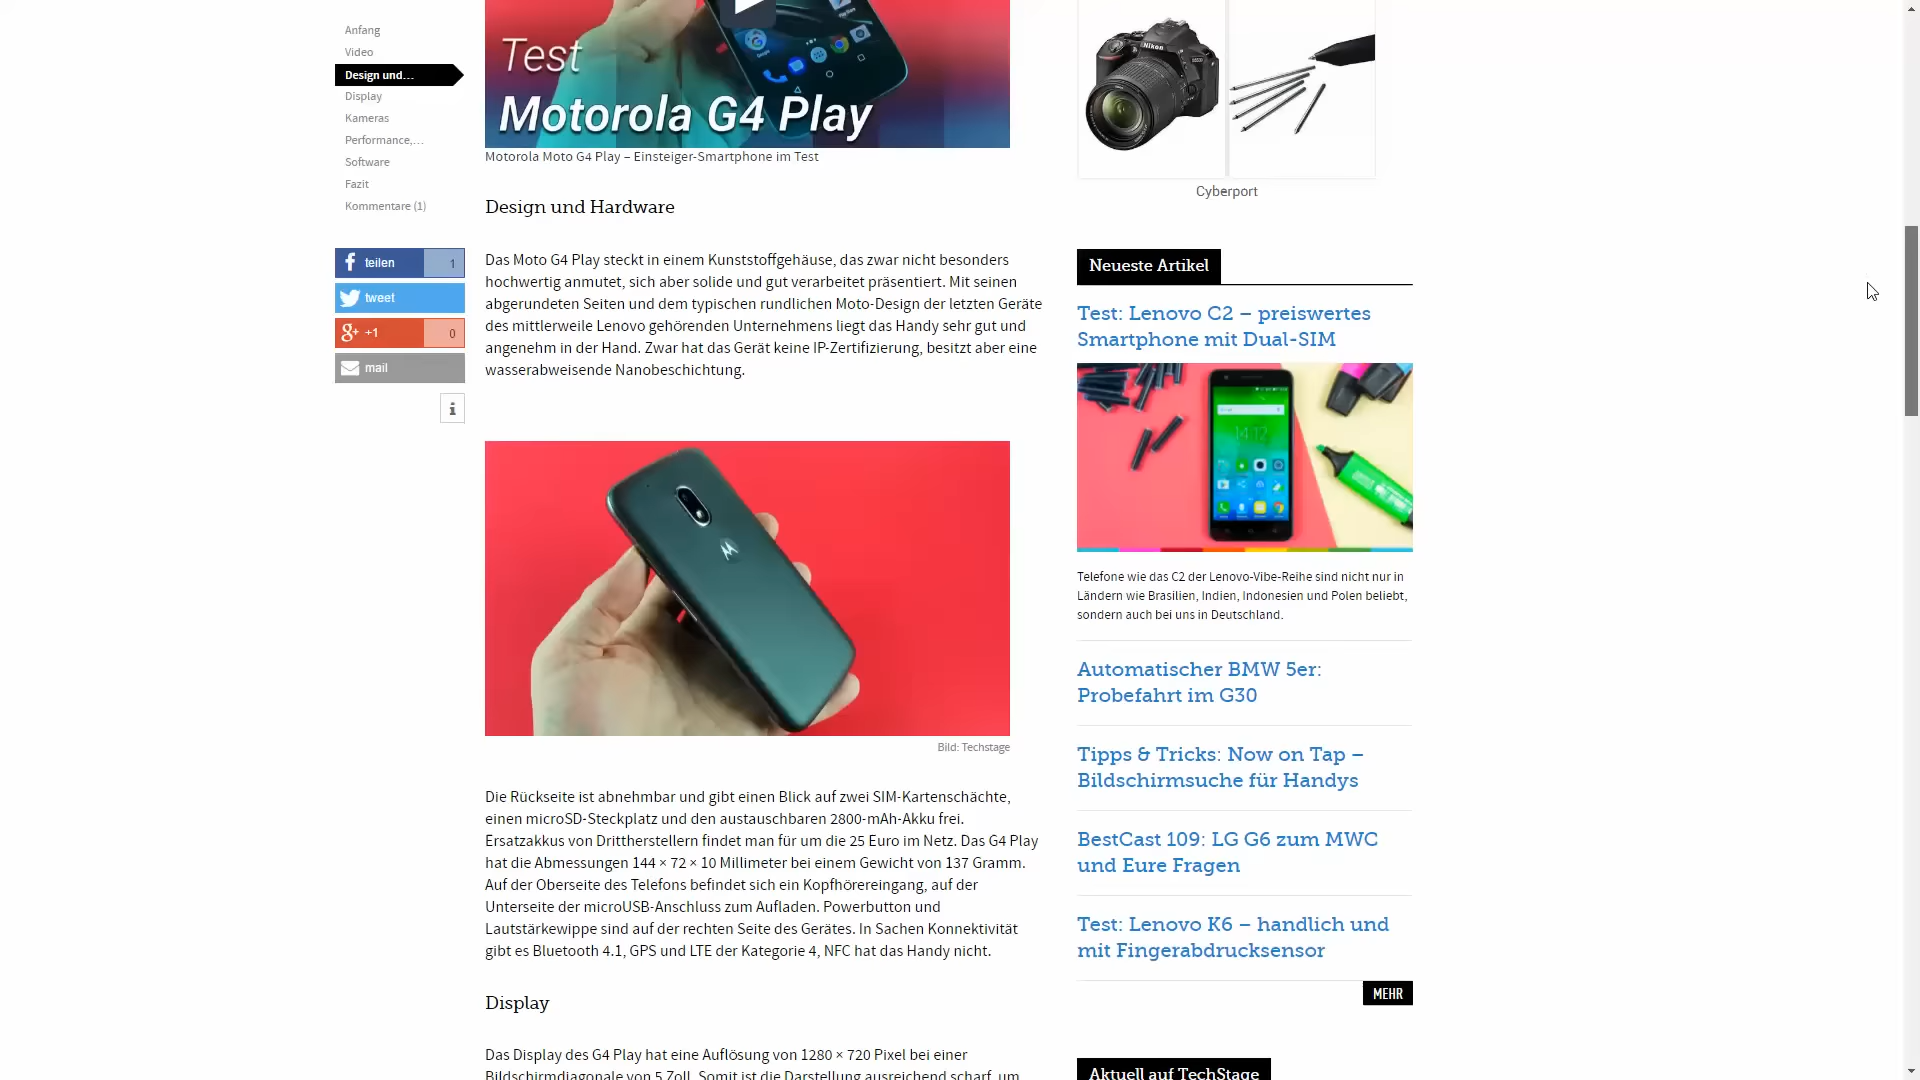 Anfang
Video
Design und…
Display
Kameras
Performance,…
Software
Fazit
Kommentare (1)
teilen 1
tweet
+1 0
mail
Test
Motorola G4 Play
Motorola Moto G4 Play – Einsteiger-Smartphone im Test
Design und Hardware
Das Moto G4 Play steckt in einem Kunststoffgehäuse, das zwar nicht besonders
hochwertig anmutet, sich aber solide und gut verarbeitet präsentiert. Mit seinen
abgerundeten Seiten und dem typischen rundlichen Moto-Design der letzten Geräte
des mittlerweile Lenovo gehörenden Unternehmens liegt das Handy sehr gut und
angenehm in der Hand. Zwar hat das Gerät keine IP-Zertifizierung, besitzt aber eine
wasserabweisende Nanobeschichtung.
Bild: Techstage
Die Rückseite ist abnehmbar und gibt einen Blick auf zwei SIM-Kartenschächte,
einen microSD-Steckplatz und den austauschbaren 2800-mAh-Akku frei.
Ersatzakkus von Drittherstellern findet man für um die 25 Euro im Netz. Das G4 Play
hat die Abmessungen 144 × 72 × 10 Millimeter bei einem Gewicht von 137 Gramm.
Auf der Oberseite des Telefons befindet sich ein Kopfhörereingang, auf der
Unterseite der microUSB-Anschluss zum Aufladen. Powerbutton und
Lautstärkewippe sind auf der rechten Seite des Gerätes. In Sachen Konnektivität
gibt es Bluetooth 4.1, GPS und LTE der Kategorie 4, NFC hat das Handy nicht.
Display
Das Display des G4 Play hat eine Auflösung von 1280 × 720 Pixel bei einer
Bildschirmdiagonale von 5 Zoll. Somit ist die Darstellung ausreichend scharf, um
Nikon
Cyberport
Neueste Artikel
Test: Lenovo C2 – preiswertes
Smartphone mit Dual-SIM
14:12
Telefone wie das C2 der Lenovo-Vibe-Reihe sind nicht nur in
Ländern wie Brasilien, Indien, Indonesien und Polen beliebt,
sondern auch bei uns in Deutschland.
Automatischer BMW 5er:
Probefahrt im G30
Tipps & Tricks: Now on Tap –
Bildschirmsuche für Handys
BestCast 109: LG G6 zum MWC
und Eure Fragen
Test: Lenovo K6 – handlich und
mit Fingerabdrucksensor
MEHR
Aktuell auf TechStage